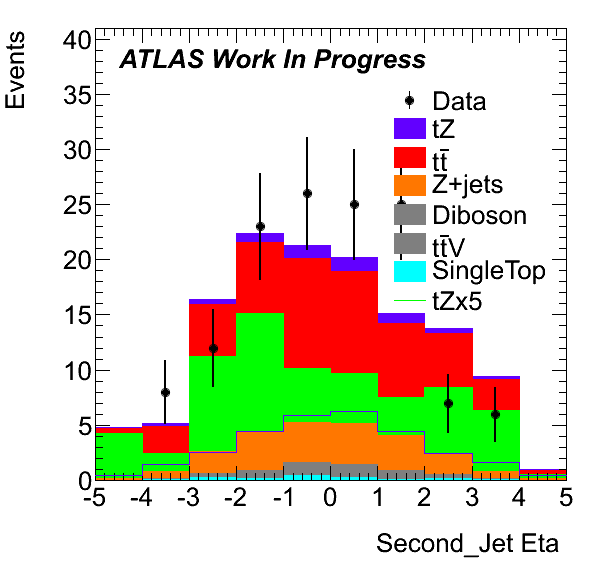 Events
40
35
30
25
20
15
10
5
0
ATLAS Work In Progress
Data
tZ
tt̄
Z+jets
Diboson
tt̄V
SingleTop
tZx5
-5 -4 -3 -2 -1 0 1 2 3 4 5
Second_Jet Eta